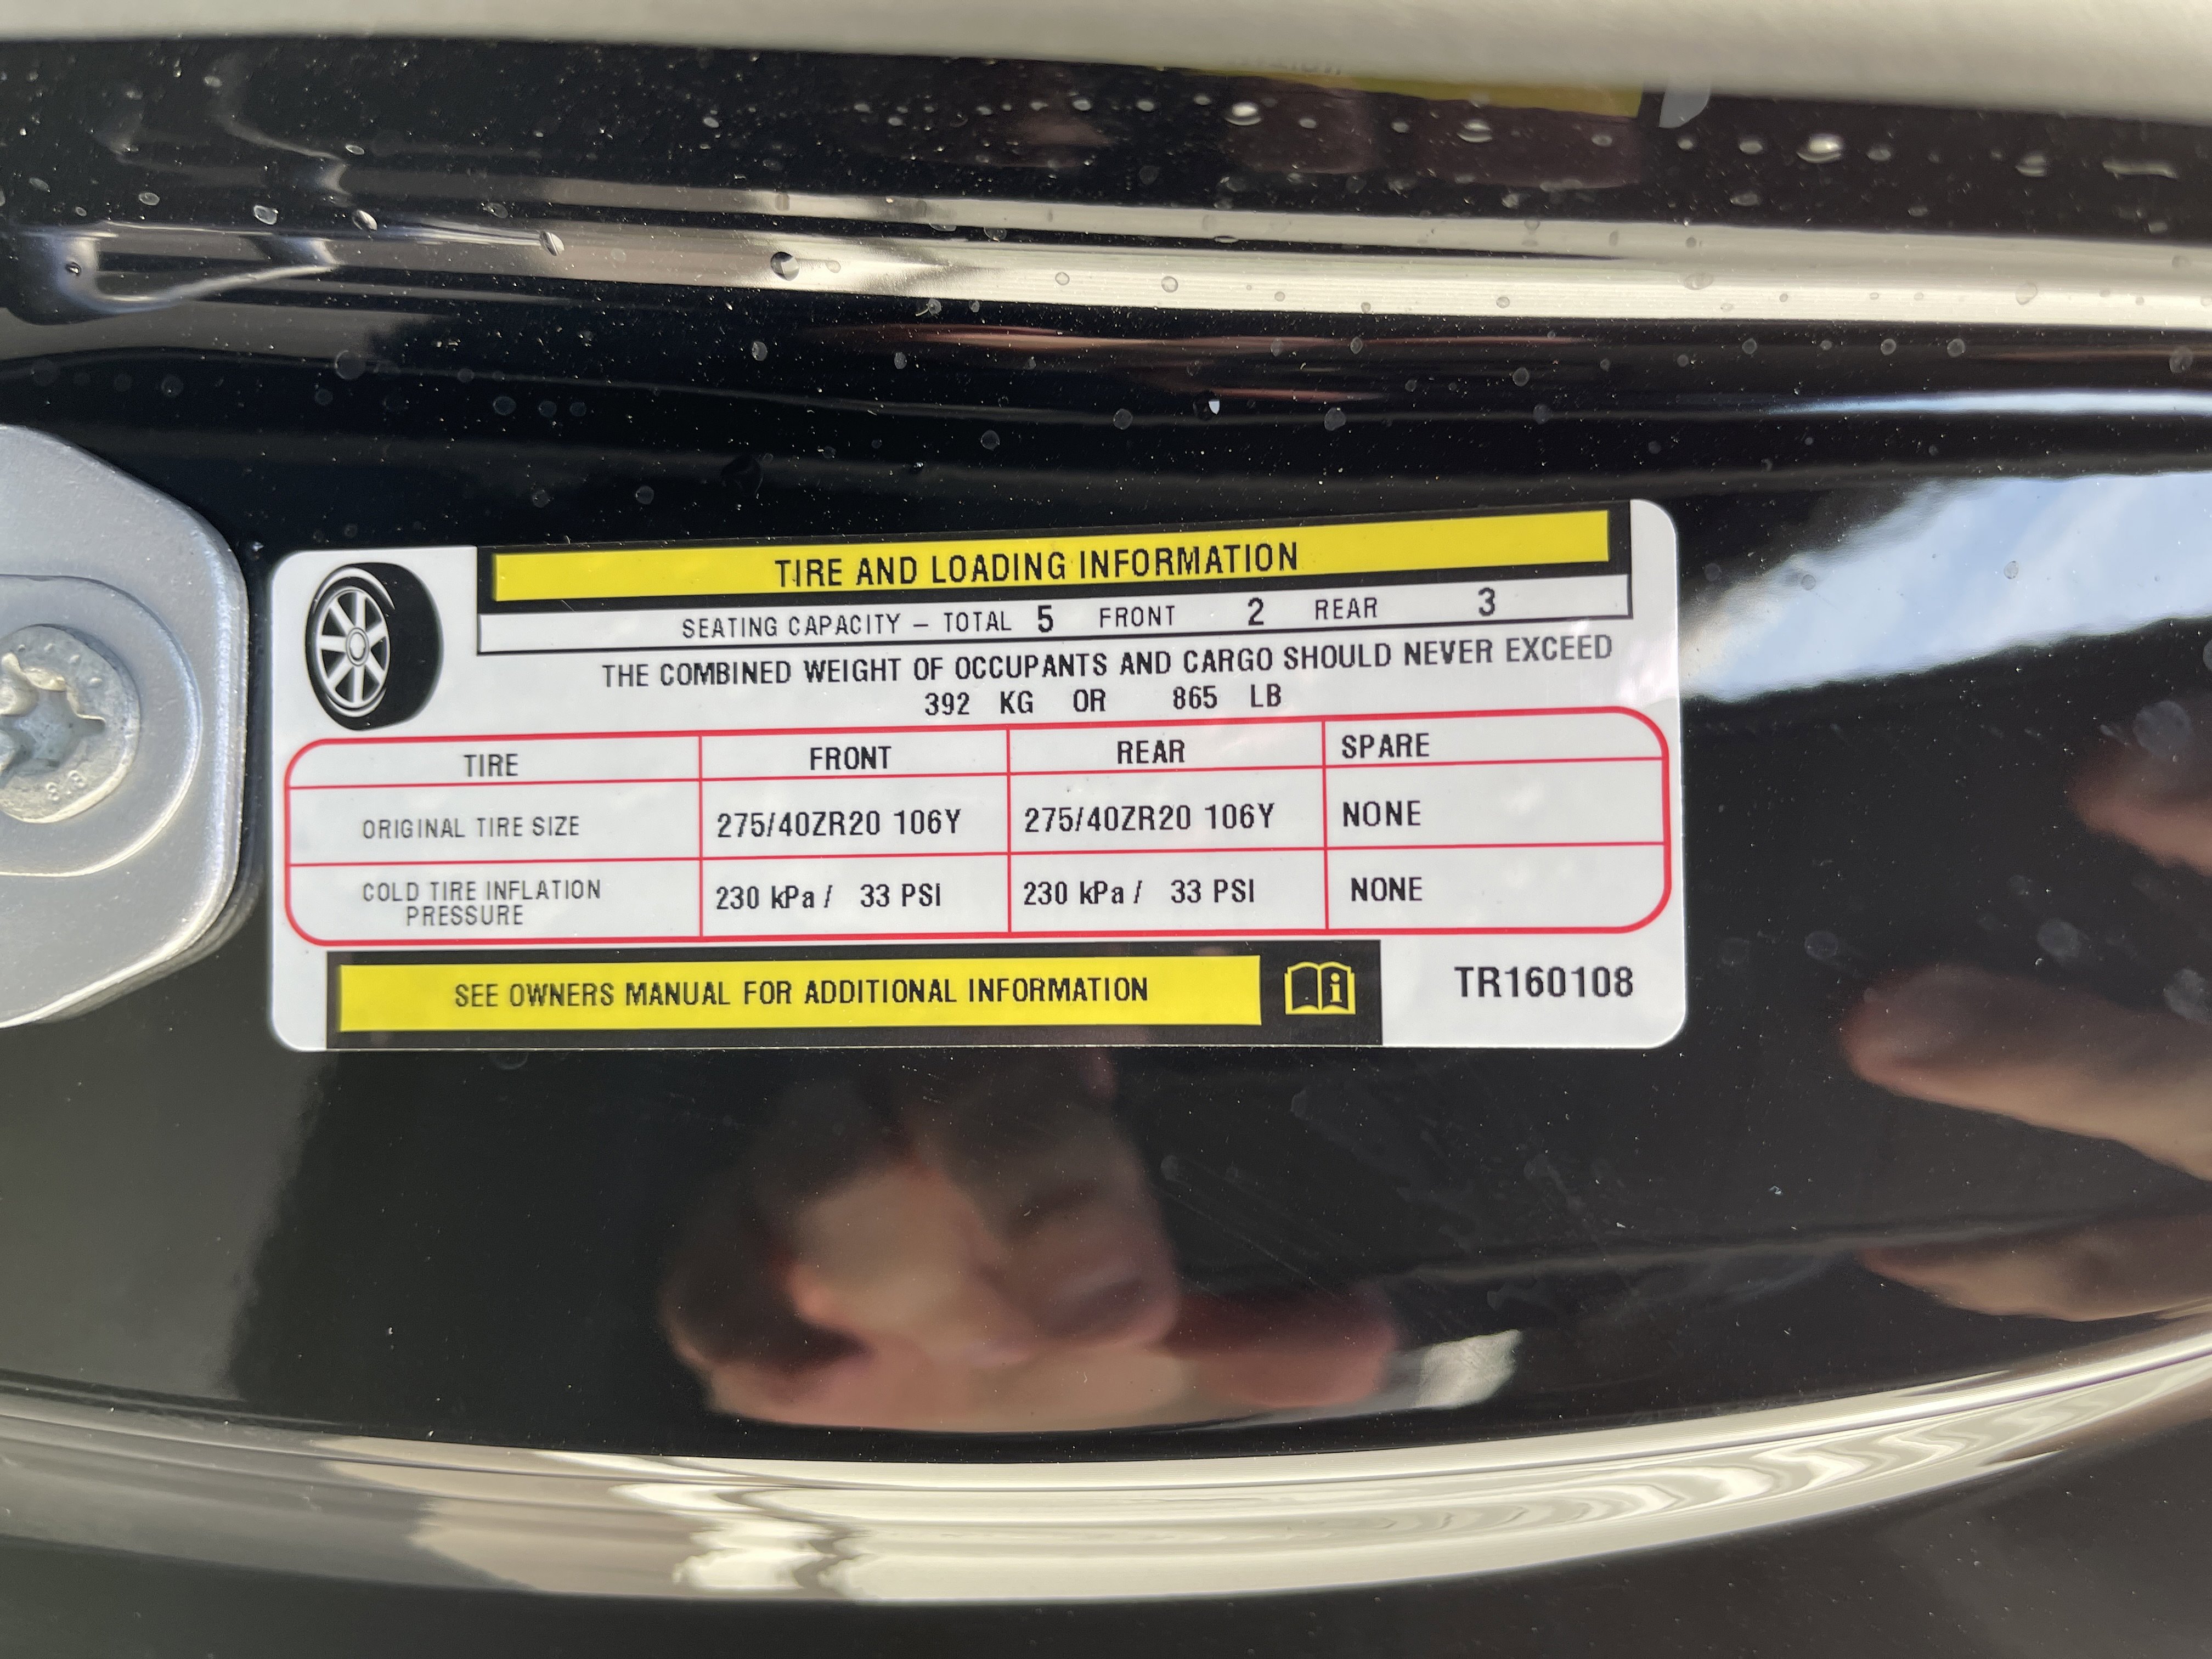 TIRE AND LOADING INFORMATION
SEATING CAPACITY – TOTAL 5 FRONT 2 REAR 3
THE COMBINED WEIGHT OF OCCUPANTS AND CARGO SHOULD NEVER EXCEED
392 KG OR 865 LB
TIRE FRONT REAR SPARE
ORIGINAL TIRE SIZE 275/40ZR20 106Y 275/40ZR20 106Y NONE
COLD TIRE INFLATION PRESSURE 230 kPa / 33 PSI 230 kPa / 33 PSI NONE
SEE OWNERS MANUAL FOR ADDITIONAL INFORMATION
TR160108
8.8